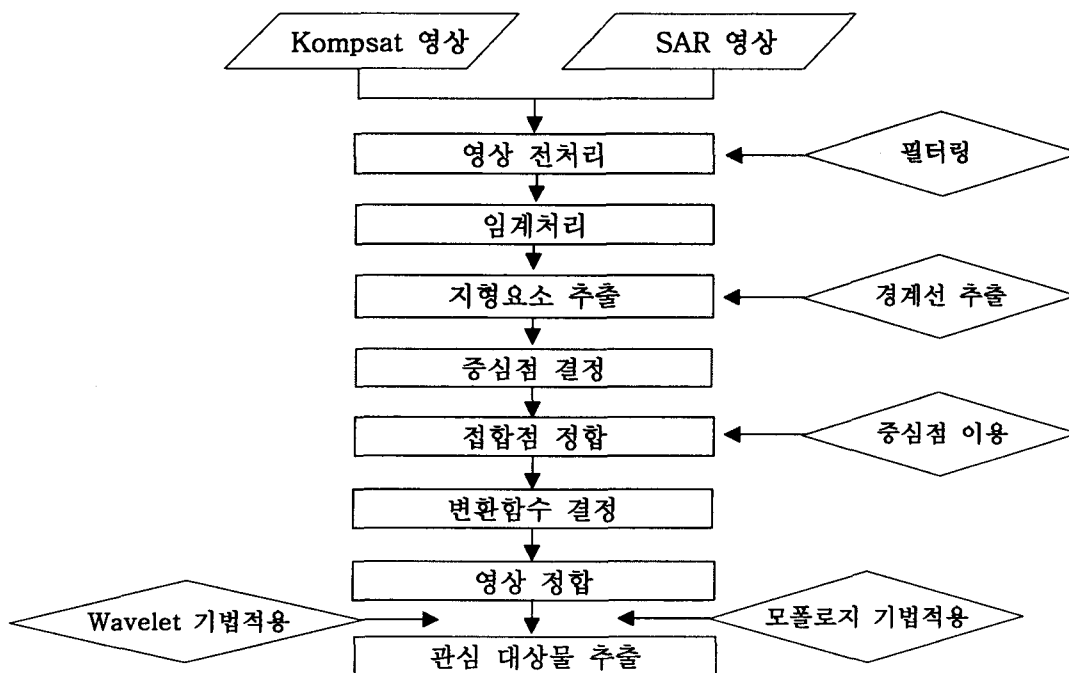 Kompsat 영상
SAR 영상
영상 전처리
필터링
임계처리
지형요소 추출
경계선 추출
중심점 결정
접합점 정합
중심점 이용
변환함수 결정
영상 정합
Wavelet 기법적용
모폴로지 기법적용
관심 대상물 추출